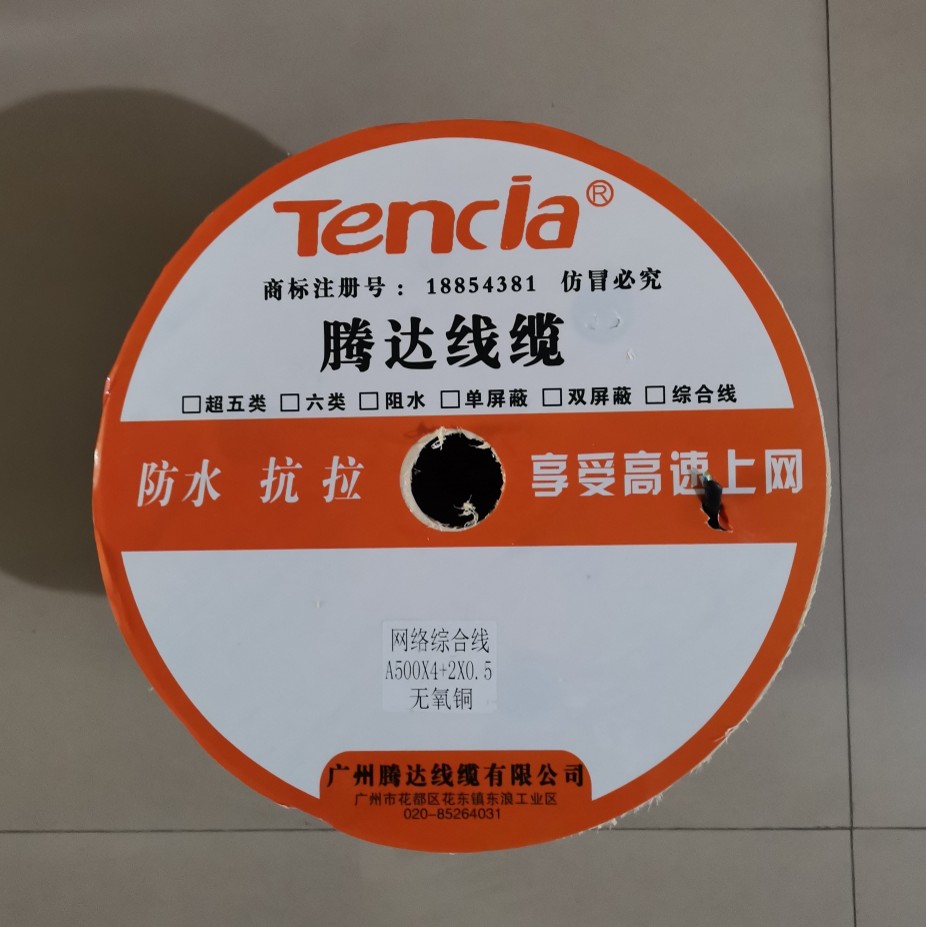 Tencia®
商标注册号：18854381 仿冒必究
腾达线缆
□超五类 □六类 □阻水 □单屏蔽 □双屏蔽 □综合线
防水 抗拉 享受高速上网
网络综合线
A500X4+2X0.5
无氧铜
广州腾达线缆有限公司
广州市花都区花东镇东浪工业区
020-85264031